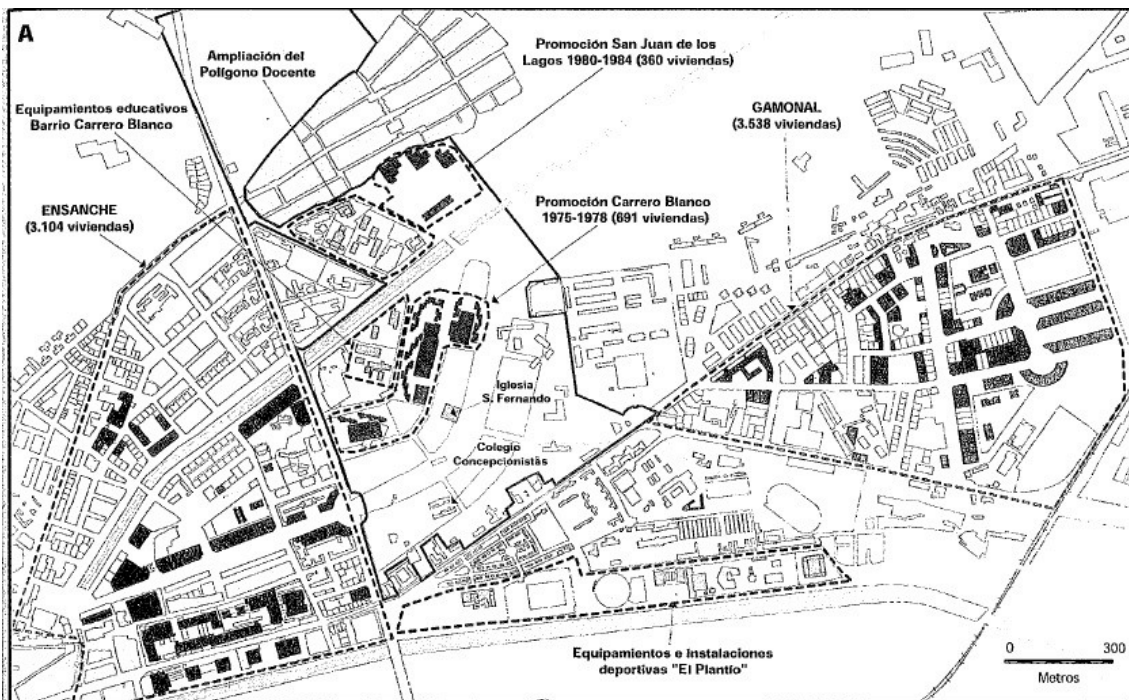 A
Ampliación del
Polígono Docente
Promoción San Juan de los
Lagos 1980-1984 (360 viviendas)
Equipamientos educativos
Barrio Carrero Blanco
GAMONAL
(3.538 viviendas)
ENSANCHE
(3.104 viviendas)
Promoción Carrero Blanco
1975-1978 (691 viviendas)
Iglesia
S. Fernando
Colegio
Concepcionistas
Equipamientos e Instalaciones
deportivas "El Plantío"
0 300
Metros